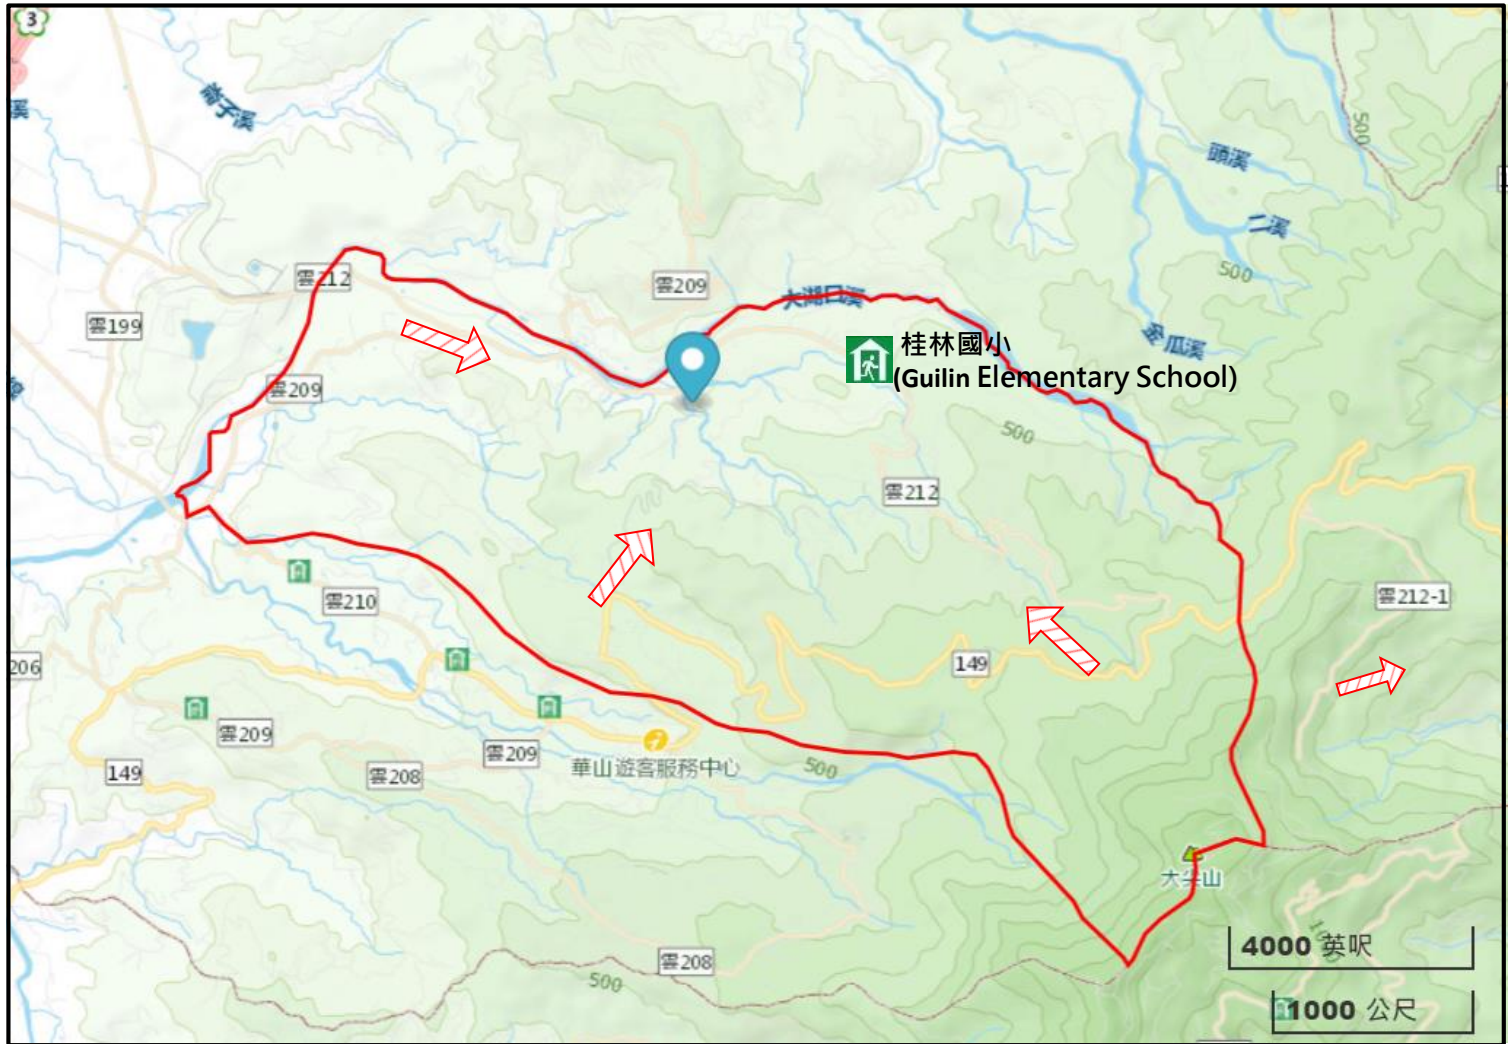 3
崙子溪
溪
頭溪
500
二溪
500
雲212
雲209
大湖口溪
雲199
桂林國小
(Guilin Elementary School)
金瓜溪
雲209
500
雲212
雲210
雲212-1
206
149
雲209
雲209
華山遊客服務中心
500
149
雲208
大尖山
雲208
500
4000 英呎
1000 公尺